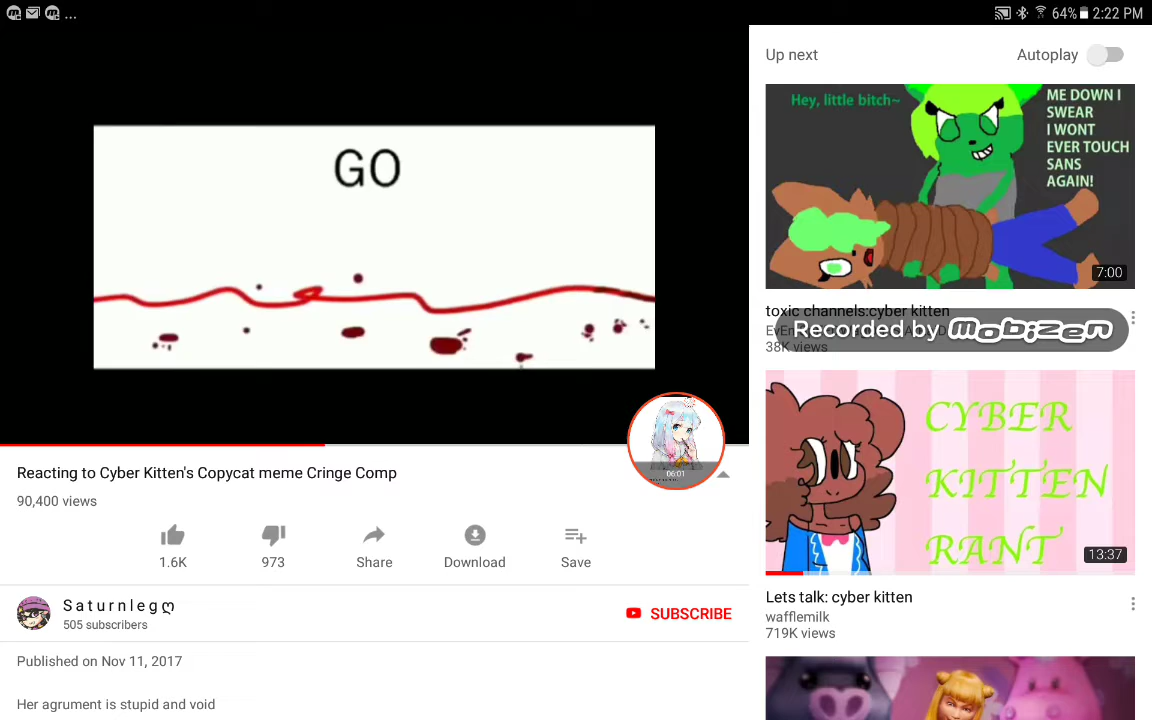 ... 64% 2:22 PM
GO
06:01
Reacting to Cyber Kitten's Copycat meme Cringe Comp
90,400 views
1.6K
973
Share
Download
Save
Saturnlegღ
505 subscribers
SUBSCRIBE
Published on Nov 11, 2017
Her agrument is stupid and void
Up next
Autoplay
Hey, little bitch~
ME DOWN I
SWEAR
I WONT
EVER TOUCH
SANS
AGAIN!
7:00
toxic channels:cyber kitten
38K views
Recorded by mobizen
CYBER
KITTEN
RANT
13:37
Lets talk: cyber kitten
wafflemilk
719K views